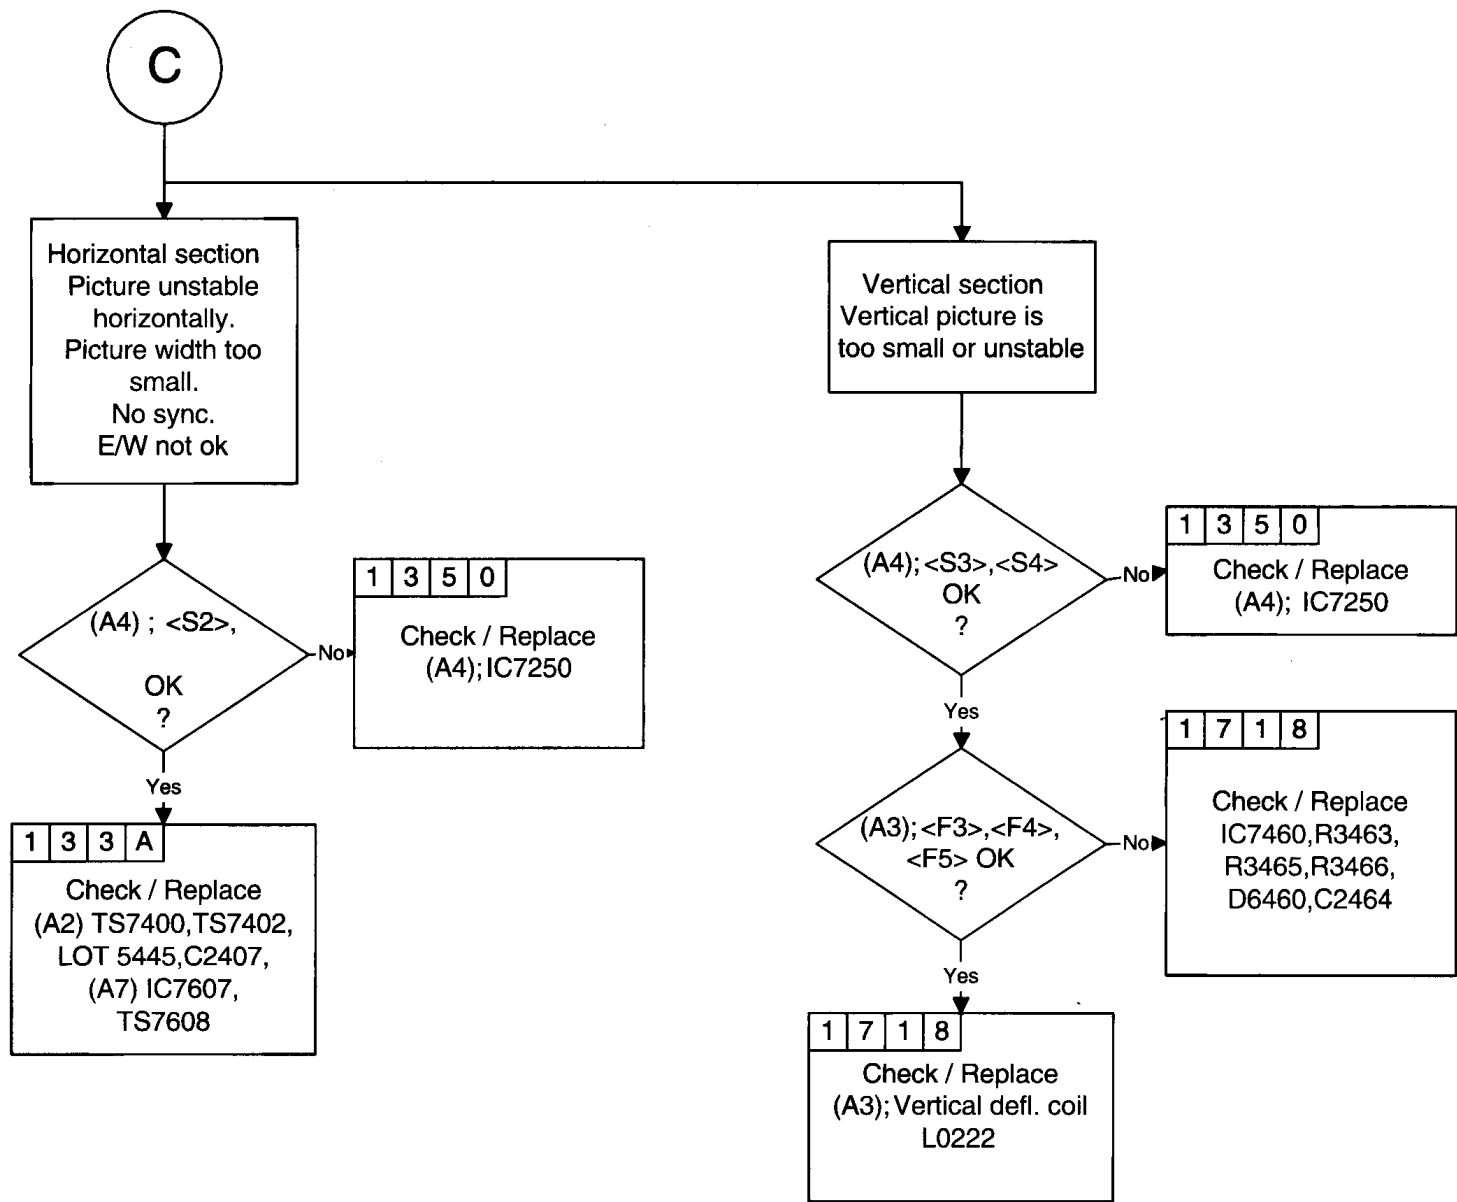 C
Horizontal section
Picture unstable
horizontally.
Picture width too
small.
No sync.
E/W not ok
(A4) ; <S2>,
OK
?
No
1 3 5 0
Check / Replace
(A4); IC7250
Yes
1 3 3 A
Check / Replace
(A2) TS7400,TS7402,
LOT 5445,C2407,
(A7) IC7607,
TS7608
Vertical section
Vertical picture is
too small or unstable
(A4); <S3>,<S4>
OK
?
No
1 3 5 0
Check / Replace
(A4); IC7250
Yes
(A3); <F3>,<F4>,
<F5> OK
?
No
1 7 1 8
Check / Replace
IC7460,R3463,
R3465,R3466,
D6460,C2464
Yes
1 7 1 8
Check / Replace
(A3); Vertical defl. coil
L0222